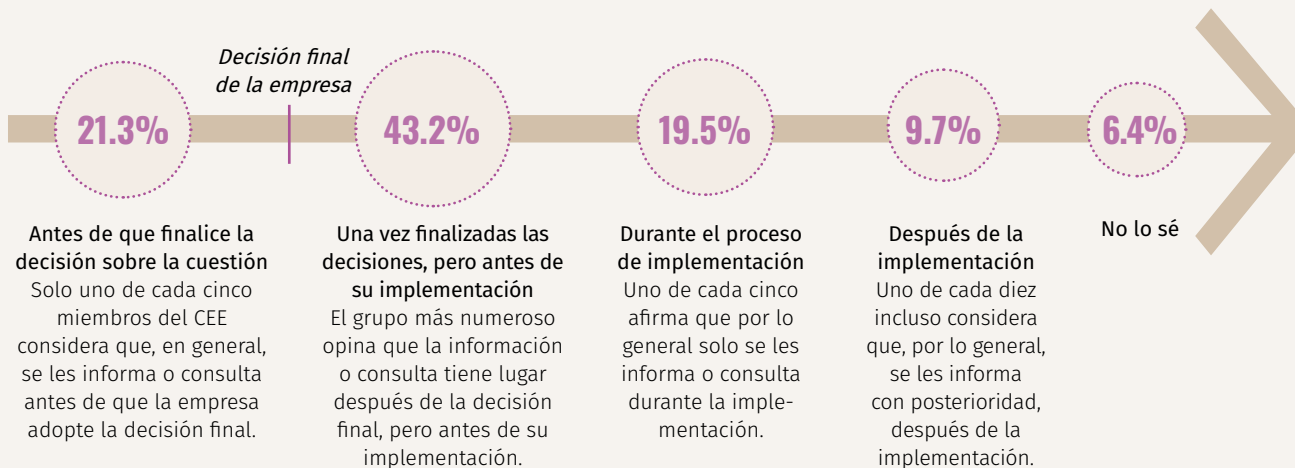 Decisión final
de la empresa
21.3%
43.2%
19.5%
9.7%
6.4%
Antes de que finalice la
decisión sobre la cuestión
Solo uno de cada cinco
miembros del CEE
considera que, en general,
se les informa o consulta
antes de que la empresa
adopte la decisión final.
Una vez finalizadas las
decisiones, pero antes de
su implementación
El grupo más numeroso
opina que la información
o consulta tiene lugar
después de la decisión
final, pero antes de su
implementación.
Durante el proceso
de implementación
Uno de cada cinco
afirma que por lo
general solo se les
informa o consulta
durante la imple-
mentación.
Después de la
implementación
Uno de cada diez
incluso considera
que, por lo general,
se les informa
con posterioridad,
después de la
implementación.
No lo sé